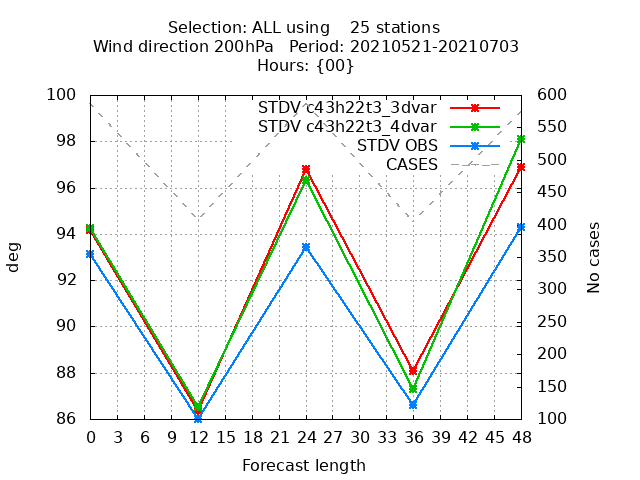 Selection: ALL using    25 stations
Wind direction 200hPa   Period: 20210521-20210703
Hours: {00}
STDV c43h22t3_3dvar
STDV c43h22t3_4dvar
STDV OBS
CASES
deg
100
98
96
94
92
90
88
86
600
550
500
450
400
350
300
250
200
150
100
No cases
0 3 6 9 12 15 18 21 24 27 30 33 36 39 42 45 48
Forecast length